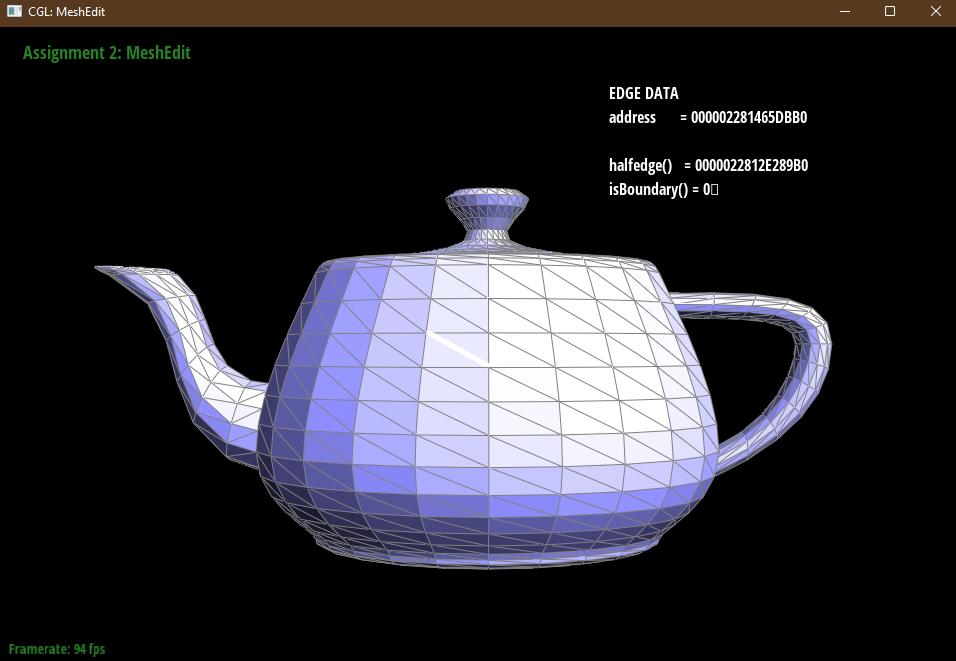 CGL: MeshEdit
Assignment 2: MeshEdit
EDGE DATA
address = 000002281465DBB0
halfedge() = 0000022812E289B0
isBoundary() = 0▯
Framerate: 94 fps